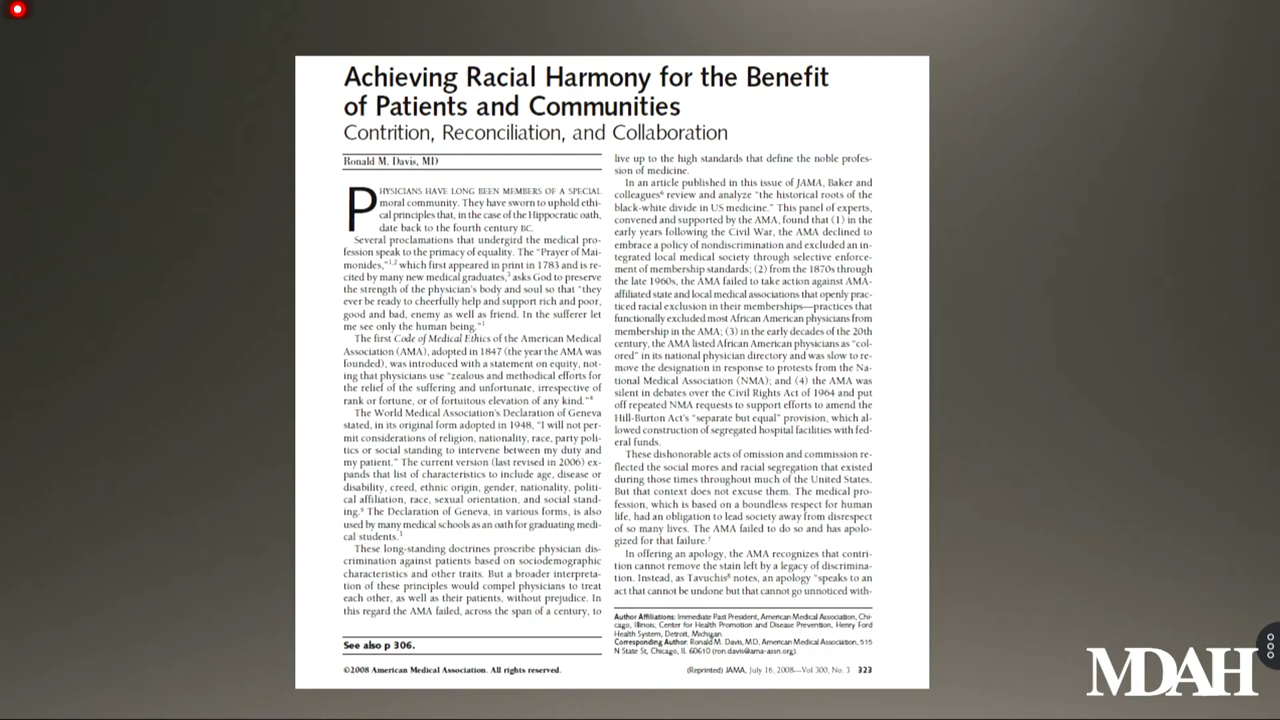 Achieving Racial Harmony for the Benefit
of Patients and Communities
Contrition, Reconciliation, and Collaboration
Ronald M. Davis, MD
PHYSICIANS HAVE LONG BEEN MEMBERS OF A SPECIAL
moral community. They have sworn to uphold ethi-
cal principles that, in the case of the Hippocratic oath,
date back to the fourth century BC.
Several proclamations that undergird the medical pro-
fession speak to the primacy of equality. The "Prayer of Mai-
monides,"1,2 which first appeared in print in 1783 and is re-
cited by many new medical graduates,3 asks God to preserve
the strength of the physician's body and soul so that "they
ever be ready to cheerfully help and support rich and poor,
good and bad, enemy as well as friend. In the sufferer let
me see only the human being."1
The first Code of Medical Ethics of the American Medical
Association (AMA), adopted in 1847 (the year the AMA was
founded), was introduced with a statement on equity, not-
ing that physicians use "zealous and methodical efforts for
the relief of the suffering and unfortunate, irrespective of
rank or fortune, or of fortuitous elevation of any kind."4
The World Medical Association's Declaration of Geneva
stated, in its original form adopted in 1948, "I will not per-
mit considerations of religion, nationality, race, party poli-
tics or social standing to intervene between my duty and
my patient." The current version (last revised in 2006) ex-
pands that list of characteristics to include age, disease or
disability, creed, ethnic origin, gender, nationality, politi-
cal affiliation, race, sexual orientation, and social stand-
ing.5 The Declaration of Geneva, in various forms, is also
used by many medical schools as an oath for graduating medi-
cal students.3
These long-standing doctrines proscribe physician dis-
crimination against patients based on sociodemographic
characteristics and other traits. But a broader interpreta-
tion of these principles would compel physicians to treat
each other, as well as their patients, without prejudice. In
this regard the AMA failed, across the span of a century, to
See also p 306.
live up to the high standards that define the noble profes-
sion of medicine.
In an article published in this issue of JAMA, Baker and
colleagues6 review and analyze "the historical roots of the
black-white divide in US medicine." This panel of experts,
convened and supported by the AMA, found that (1) in the
early years following the Civil War, the AMA declined to
embrace a policy of nondiscrimination and excluded an in-
tegrated local medical society through selective enforce-
ment of membership standards; (2) from the 1870s through
the late 1960s, the AMA failed to take action against AMA-
affiliated state and local medical associations that openly prac-
ticed racial exclusion in their memberships—practices that
functionally excluded most African American physicians from
membership in the AMA; (3) in the early decades of the 20th
century, the AMA listed African American physicians as "col-
ored" in its national physician directory and was slow to re-
move the designation in response to protests from the Na-
tional Medical Association (NMA); and (4) the AMA was
silent in debates over the Civil Rights Act of 1964 and put
off repeated NMA requests to support efforts to amend the
Hill-Burton Act's "separate but equal" provision, which al-
lowed construction of segregated hospital facilities with fed-
eral funds.
These dishonorable acts of omission and commission re-
flected the social mores and racial segregation that existed
during those times throughout much of the United States.
But that context does not excuse them. The medical pro-
fession, which is based on a boundless respect for human
life, had an obligation to lead society away from disrespect
of so many lives. The AMA failed to do so and has apolo-
gized for that failure.7
In offering an apology, the AMA recognizes that contri-
tion cannot remove the stain left by a legacy of discrimina-
tion. Instead, as Tavuchis8 notes, an apology "speaks to an
act that cannot be undone but that cannot go unnoticed with-
Author Affiliations: Immediate Past President, American Medical Association, Chi-
cago, Illinois; Center for Health Promotion and Disease Prevention, Henry Ford
Health System, Detroit, Michigan.
Corresponding Author: Ronald M. Davis, MD, American Medical Association, 515
N State St, Chicago, IL 60610 (ron.davis@ama-assn.org).
©2008 American Medical Association. All rights reserved.
(Reprinted) JAMA, July 16, 2008—Vol 300, No. 3 323
MDAH